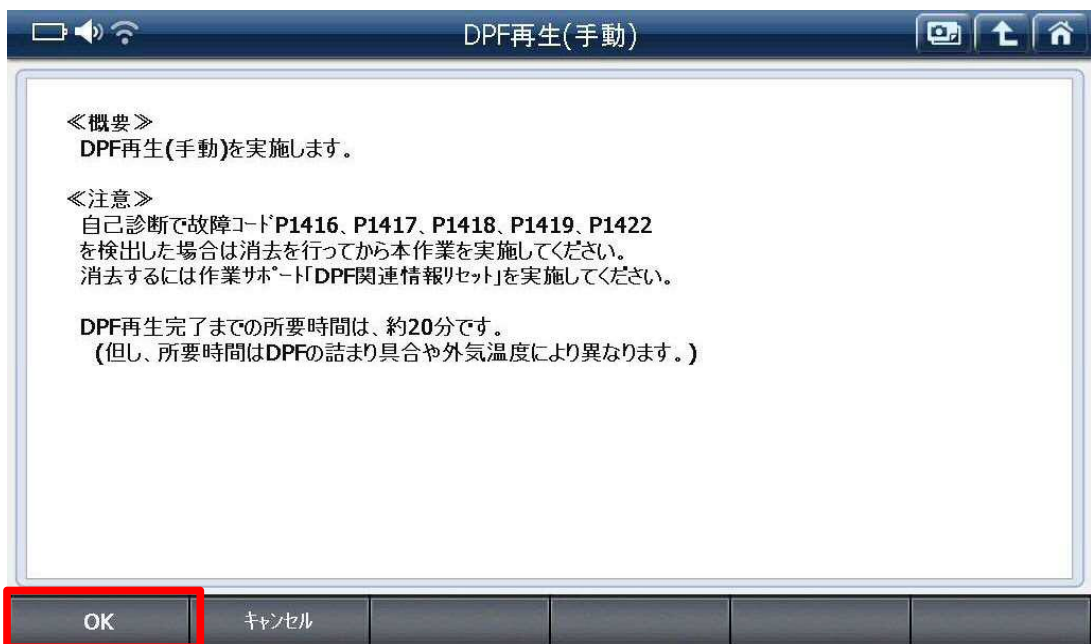 DPF再生(手動)
≪概要≫
DPF再生(手動)を実施します。
≪注意≫
自己診断で故障ｺｰﾄﾞP1416、P1417、P1418、P1419、P1422
を検出した場合は消去を行ってから本作業を実施してください。
消去するには作業ｻﾎﾟｰﾄ｢DPF関連情報ﾘｾｯﾄ｣を実施してください。
DPF再生完了までの所要時間は、約20分です。
(但し、所要時間はDPFの詰まり具合や外気温度により異なります。)
OK
ｷｬﾝｾﾙ